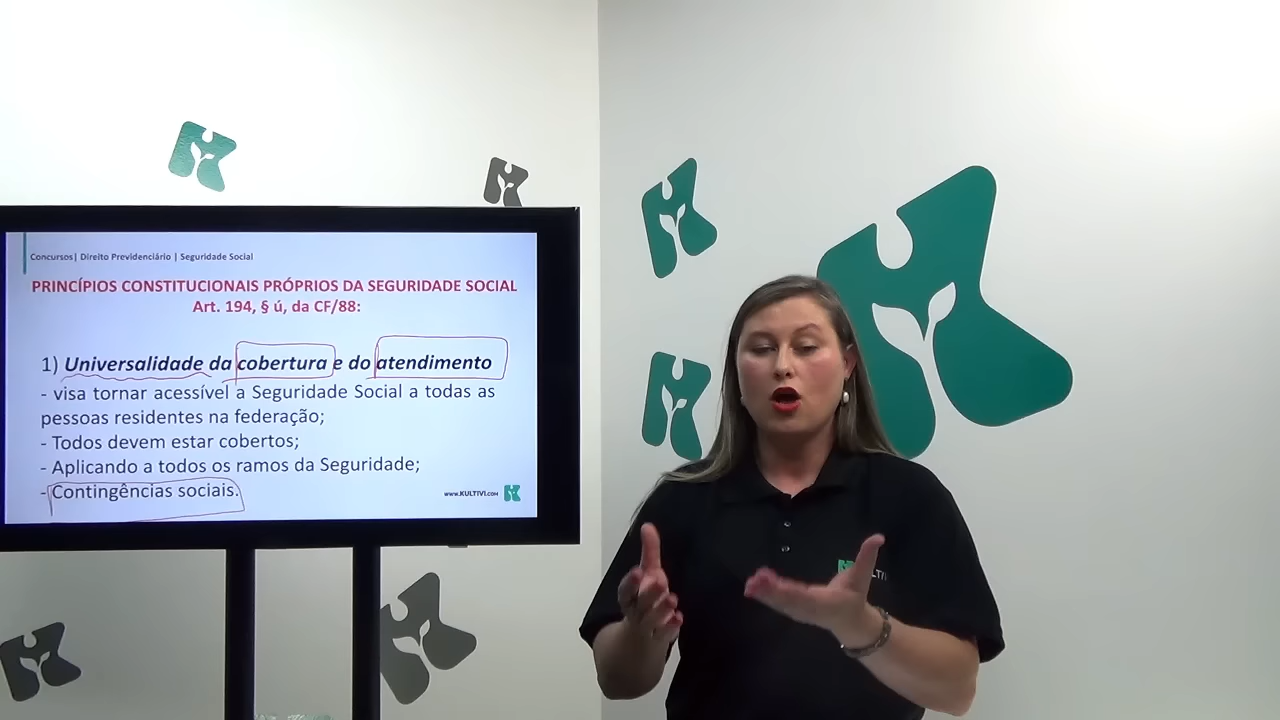 Concursos| Direito Previdenciário | Seguridade Social
PRINCÍPIOS CONSTITUCIONAIS PRÓPRIOS DA SEGURIDADE SOCIAL
Art. 194, § ú, da CF/88:
1) Universalidade da cobertura e do atendimento
- visa tornar acessível a Seguridade Social a todas as
pessoas residentes na federação;
- Todos devem estar cobertos;
- Aplicando a todos os ramos da Seguridade;
- Contingências sociais.
www.KULTIVI.com